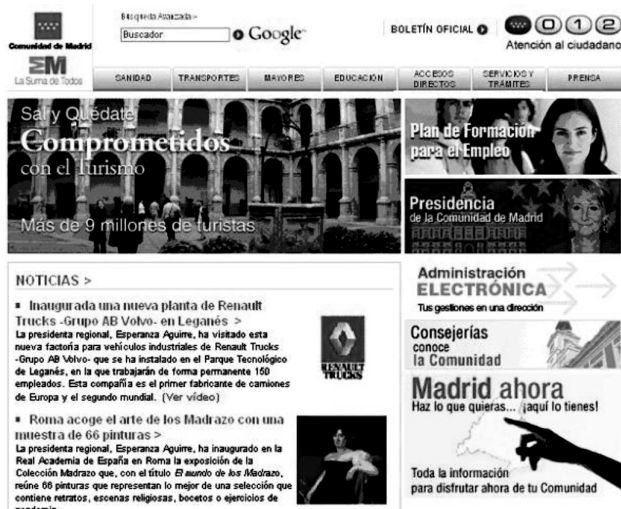 Comunidad de Madrid
La Suma de Todos
Búsqueda Avanzada >
Buscador
Google
BOLETÍN OFICIAL
0 1 2
Atención al ciudadano
SANIDAD
TRANSPORTES
MAYORES
EDUCACIÓN
ACCESOS
DIRECTOS
SERVICIOS Y
TRÁMITES
PRENSA
Sal y Quédate
Comprometidos
con el Turismo
Más de 9 millones de turistas
Plan de Formación
para el Empleo
Presidencia
de la Comunidad de Madrid
NOTICIAS >
Inaugurada una nueva planta de Renault
Trucks -Grupo AB Volvo- en Leganés >
La presidenta regional, Esperanza Aguirre, ha visitado esta
nueva factoría para vehículos industriales de Renault Trucks
-Grupo AB Volvo- que se ha instalado en el Parque Tecnológico
de Leganés, en la que trabajarán de forma permanente 150
empleados. Esta compañía es el primer fabricante de camiones
de Europa y el segundo mundial. (Ver vídeo)
RENAULT
TRUCKS
Roma acoge el arte de los Madrazo con una
muestra de 66 pinturas >
La presidenta regional, Esperanza Aguirre, ha inaugurado en la
Real Academia de España en Roma la exposición de la
Colección Madrazo que, con el título El mundo de los Madrazo,
reúne 66 pinturas que representan lo mejor de una selección que
contiene retratos, escenas religiosas, bocetos o ejercicios de
Administración
ELECTRÓNICA
Tus gestiones en una dirección
Consejerías
conoce
la Comunidad
Madrid ahora
Haz lo que quieras... ¡aquí lo tienes!
Toda la información
para disfrutar ahora de tu Comunidad